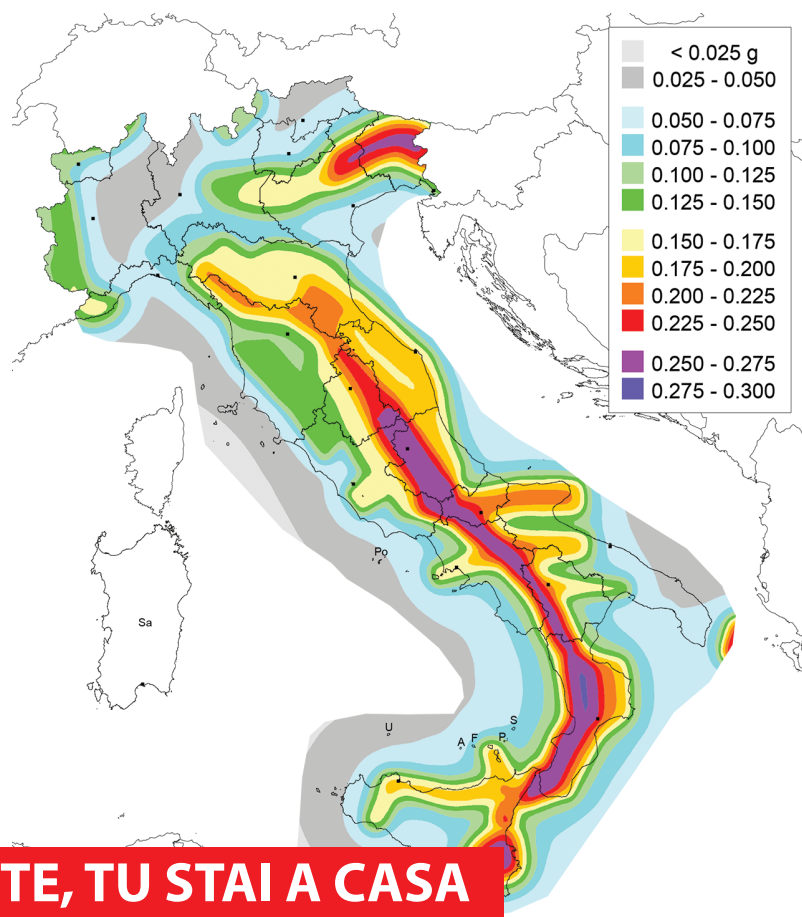 < 0.025 g
0.025 - 0.050
0.050 - 0.075
0.075 - 0.100
0.100 - 0.125
0.125 - 0.150
0.150 - 0.175
0.175 - 0.200
0.200 - 0.225
0.225 - 0.250
0.250 - 0.275
0.275 - 0.300
Po
Sa
S
U
A F P
TE, TU STAI A CASA